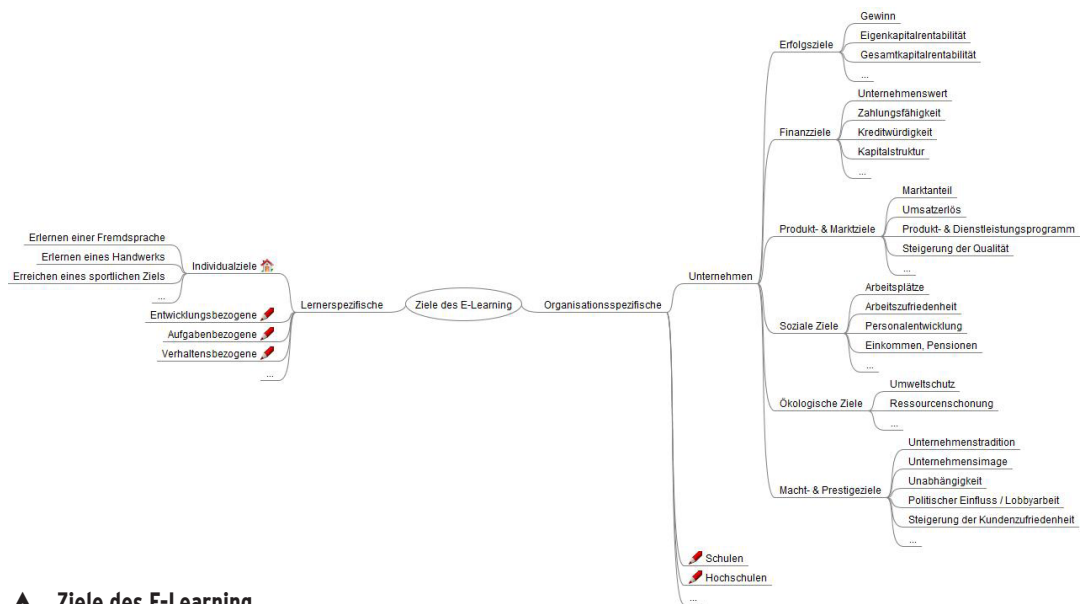 Ziele des E-Learning
Lernerspezifische
Individualziele
Erlernen einer Fremdsprache
Erlernen eines Handwerks
Erreichen eines sportlichen Ziels
...
Entwicklungsbezogene
Aufgabenbezogene
Verhaltensbezogene
...
Organisationsspezifische
Unternehmen
Erfolgsziele
Gewinn
Eigenkapitalrentabilität
Gesamtkapitalrentabilität
...
Finanzziele
Unternehmenswert
Zahlungsfähigkeit
Kreditwürdigkeit
Kapitalstruktur
...
Produkt- & Marktziele
Marktanteil
Umsatzerlös
Produkt- & Dienstleistungsprogramm
Steigerung der Qualität
...
Soziale Ziele
Arbeitsplätze
Arbeitszufriedenheit
Personalentwicklung
Einkommen, Pensionen
...
Ökologische Ziele
Umweltschutz
Ressourcenschonung
...
Macht- & Prestigeziele
Unternehmenstradition
Unternehmensimage
Unabhängigkeit
Politischer Einfluss / Lobbyarbeit
Steigerung der Kundenzufriedenheit
...
Schulen
Hochschulen
...
Ziele des E-Learning